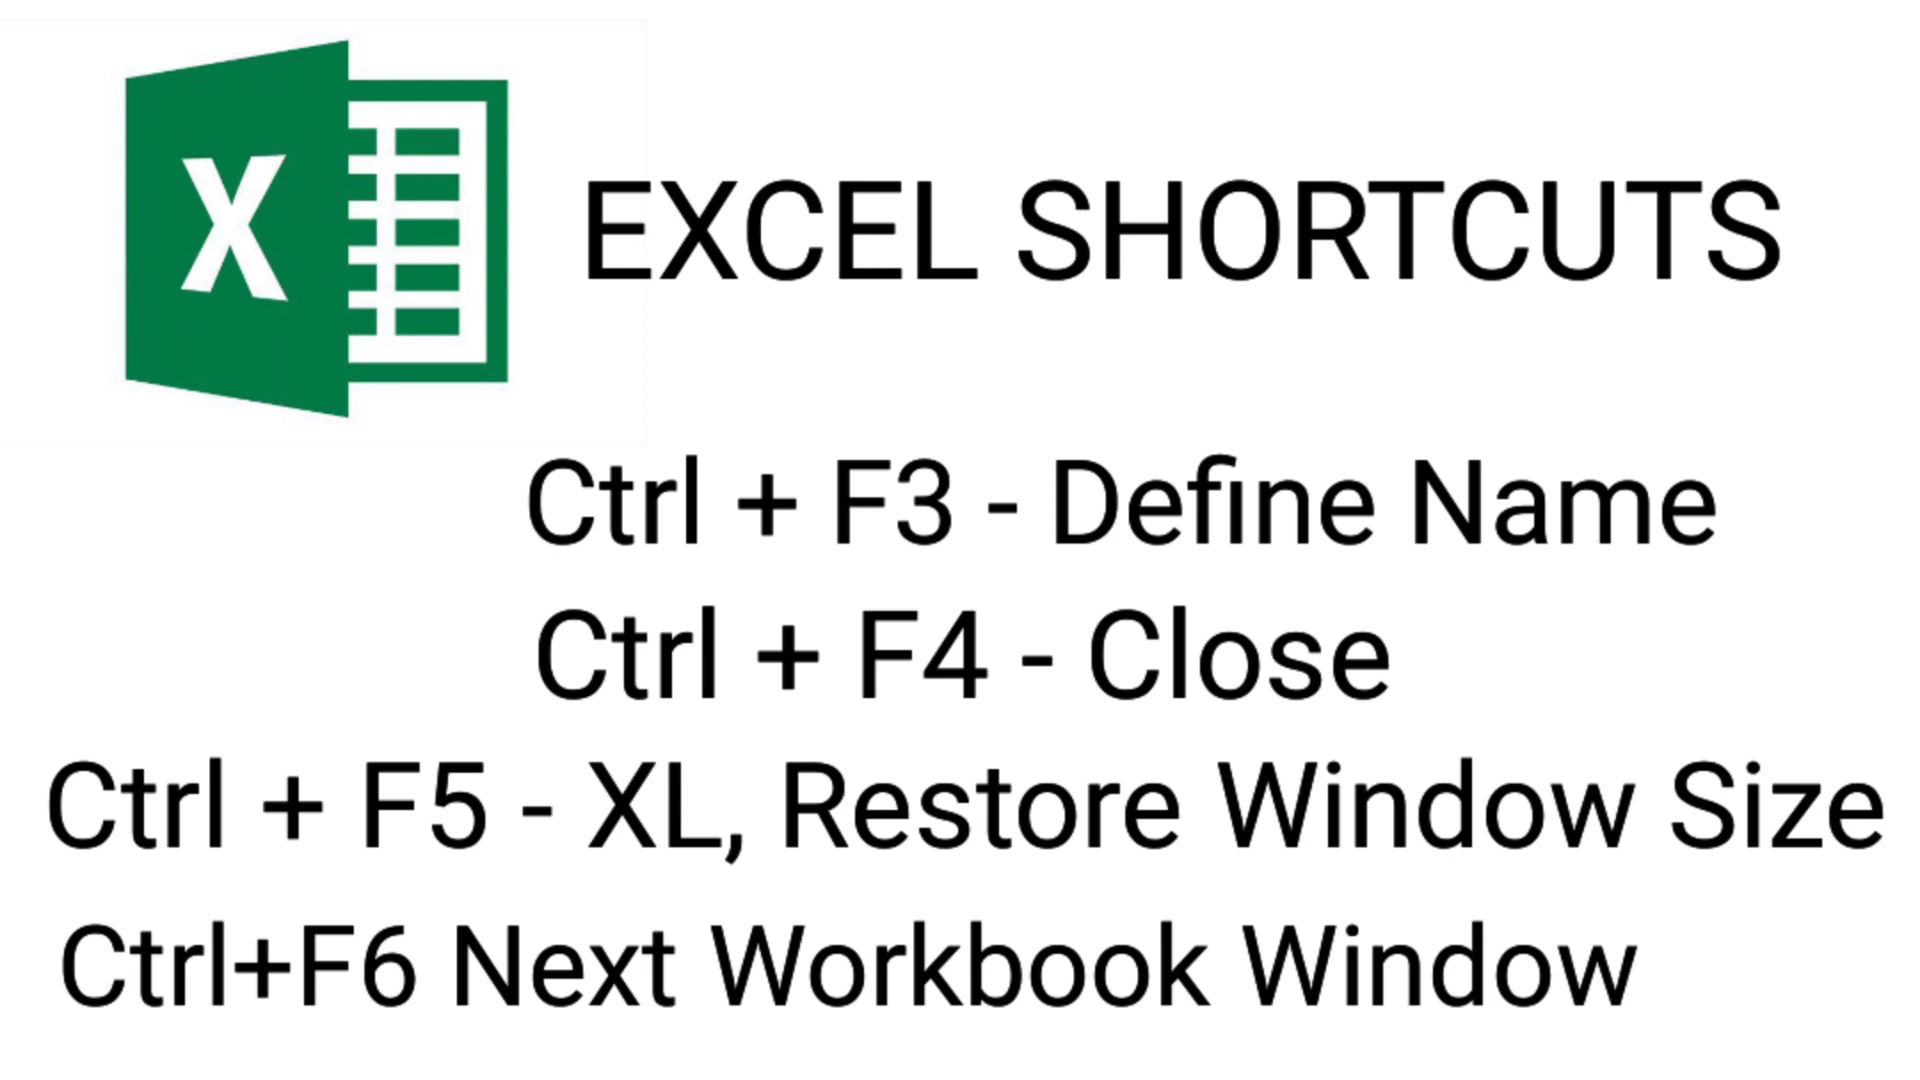 X
EXCEL SHORTCUTS
Ctrl + F3 - Define Name
Ctrl + F4 - Close
Ctrl + F5 - XL, Restore Window Size
Ctrl+F6 Next Workbook Window